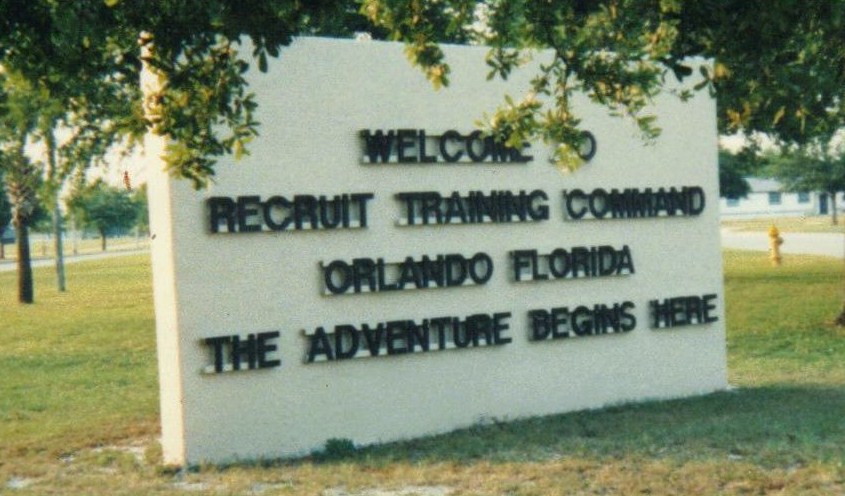 WELCOME TO
RECRUIT TRAINING COMMAND
ORLANDO FLORIDA
THE ADVENTURE BEGINS HERE